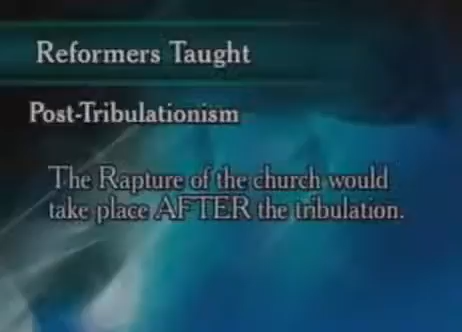 Reformers Taught
Post-Tribulationism
The Rapture of the church would
take place AFTER the tribulation.